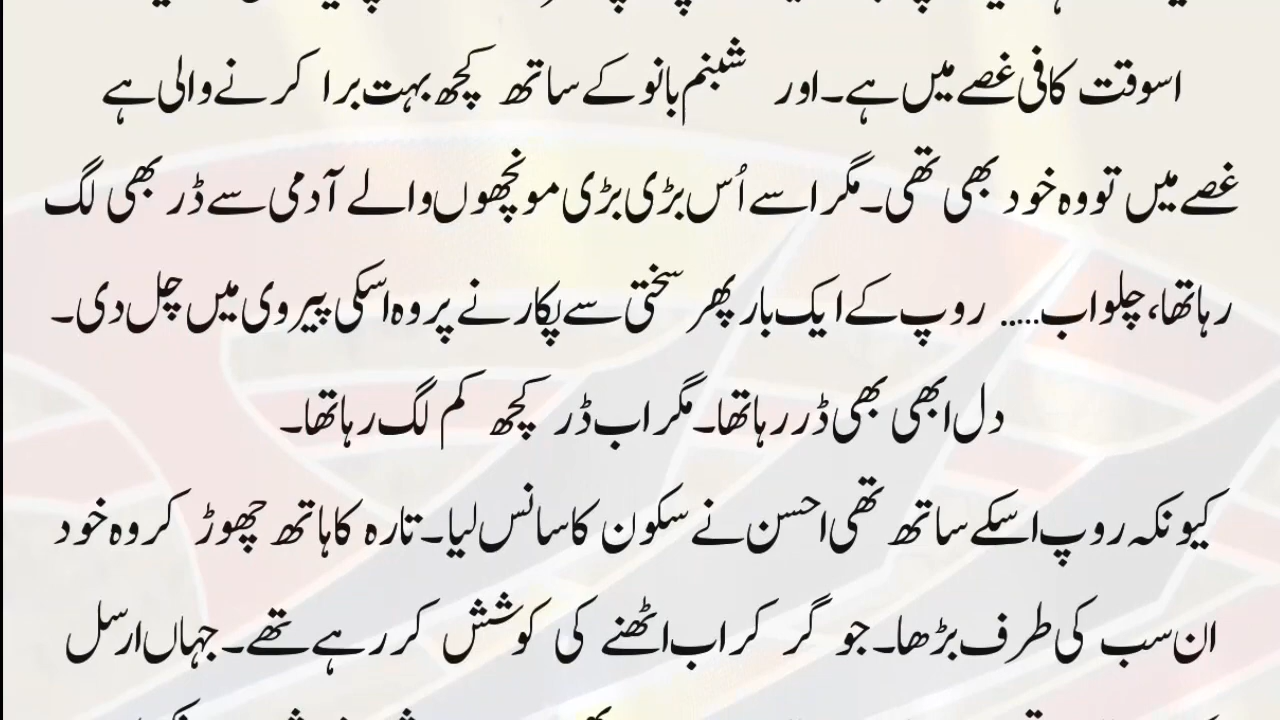 اسوقت کافی غصے میں ہے۔اور شبنم بانو کے ساتھ کچھ بہت برا کرنے والی ہے
غصے میں تو وہ خود بھی تھی۔مگر اسے اُس بڑی بڑی مونچھوں والے آدمی سے ڈر بھی لگ
رہا تھا،چلو اب..... روپ کے ایک بار پھر سختی سے پکارنے پر وہ اسکی پیروی میں چل دی۔
دل ابھی بھی ڈر رہا تھا۔مگر اب ڈر کچھ کم لگ رہا تھا۔
کیونکہ روپ اسکے ساتھ تھی احسن نے سکون کا سانس لیا۔تارہ کا ہاتھ چھوڑ کر وہ خود
ان سب کی طرف بڑھا۔جو گر کر اب اٹھنے کی کوشش کر رہے تھے۔جہاں ارسل